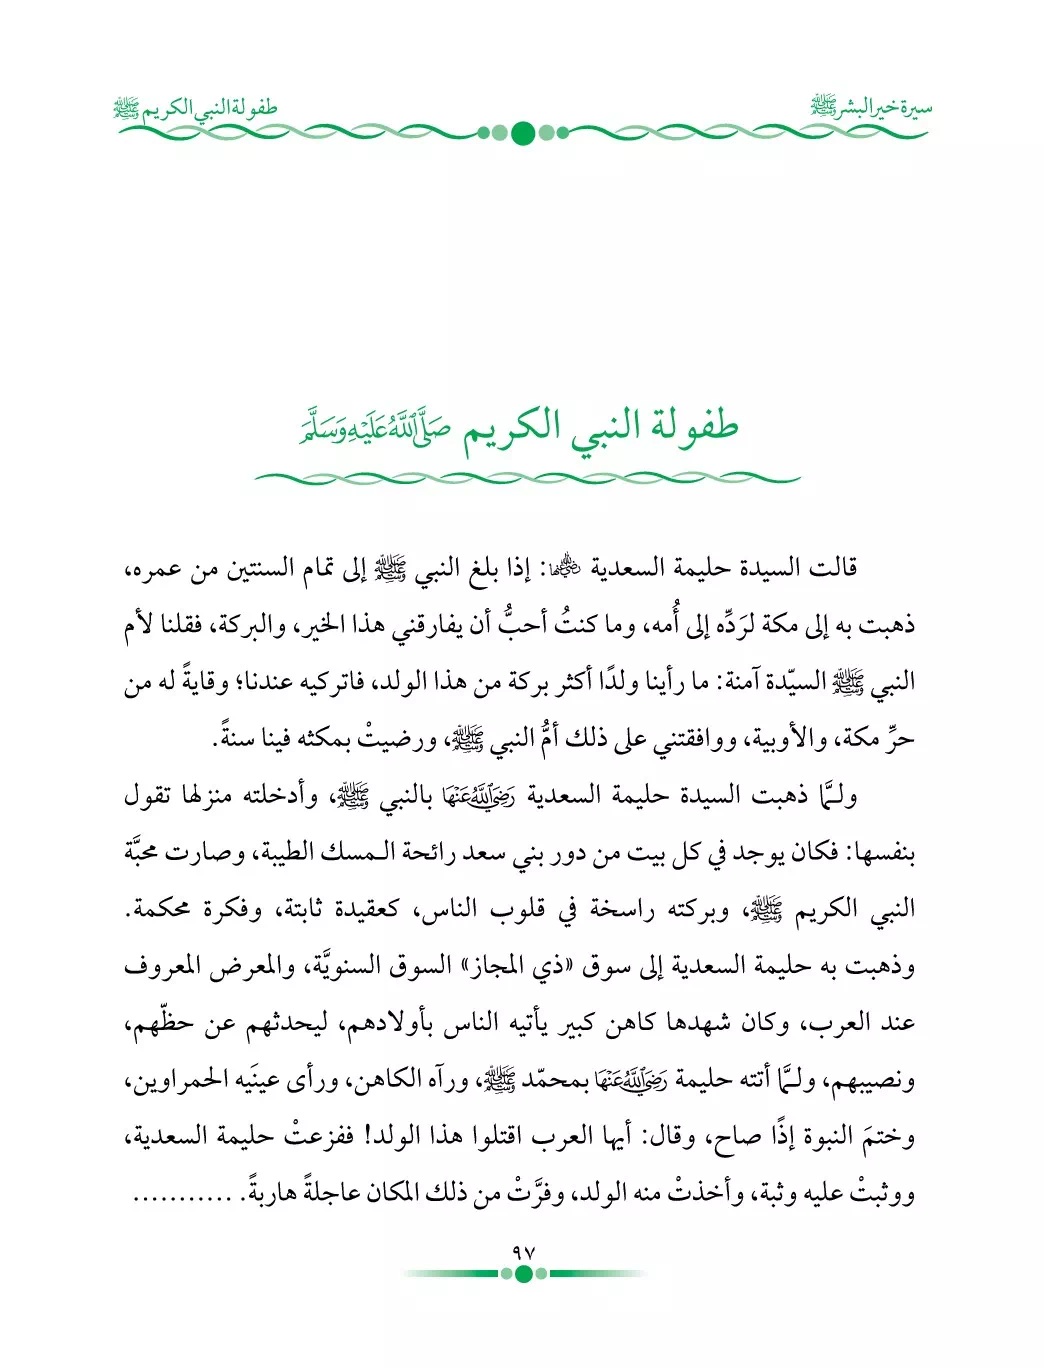 سيرة خير البشر ﷺ
طفولة النبي الكريم ﷺ
طفولة النبي الكريم صَلَّى اللهُ عَلَيْهِ وَسَلَّمَ
قالت السيدة حليمة السعدية رضي الله عنها: إذا بلغ النبي ﷺ إلى تمام السنتين من عمره،
ذهبت به إلى مكة لرَدِّه إلى أُمه، وما كنتُ أحبُّ أن يفارقني هذا الخير، والبركة، فقلنا لأم
النبي ﷺ السيّدة آمنة: ما رأينا ولدًا أكثر بركة من هذا الولد، فاتركيه عندنا؛ وقايةً له من
حرِّ مكة، والأوبية، ووافقتني على ذلك أمُّ النبي ﷺ، ورضيتْ بمكثه فينا سنةً.
ولـمَّا ذهبت السيدة حليمة السعدية رَضِيَ اللهُ عَنْهَا بالنبي ﷺ، وأدخلته منزلها تقول
بنفسها: فكان يوجد في كل بيت من دور بني سعد رائحة الـمسك الطيبة، وصارت محبَّة
النبي الكريم ﷺ، وبركته راسخة في قلوب الناس، كعقيدة ثابتة، وفكرة محكمة.
وذهبت به حليمة السعدية إلى سوق «ذي المجاز» السوق السنويَّة، والمعرض المعروف
عند العرب، وكان شهدها كاهن كبير يأتيه الناس بأولادهم، ليحدثهم عن حظّهم،
ونصيبهم، ولـمَّا أتته حليمة رَضِيَ اللهُ عَنْهَا بمحمّد ﷺ، ورآه الكاهن، ورأى عينَيه الحمراوين،
وختمَ النبوة إذًا صاح، وقال: أيها العرب اقتلوا هذا الولد! ففزعتْ حليمة السعدية،
ووثبتْ عليه وثبة، وأخذتْ منه الولد، وفرَّتْ من ذلك المكان عاجلةً هاربةً. ...........
٩٧